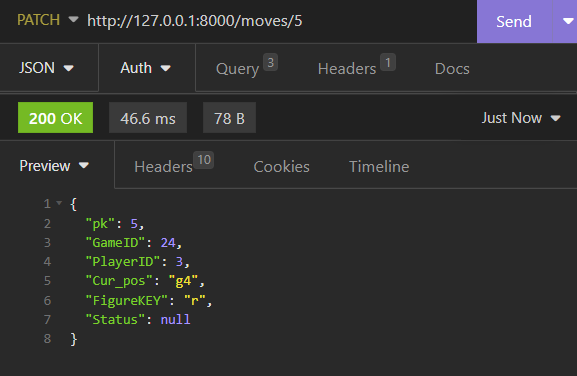 PATCH http://127.0.0.1:8000/moves/5 Send
JSON Auth Query 3 Headers 1 Docs
200 OK 46.6 ms 78 B Just Now
Preview Headers 10 Cookies Timeline
1 {
2 "pk": 5,
3 "GameID": 24,
4 "PlayerID": 3,
5 "Cur_pos": "g4",
6 "FigureKEY": "r",
7 "Status": null
8 }